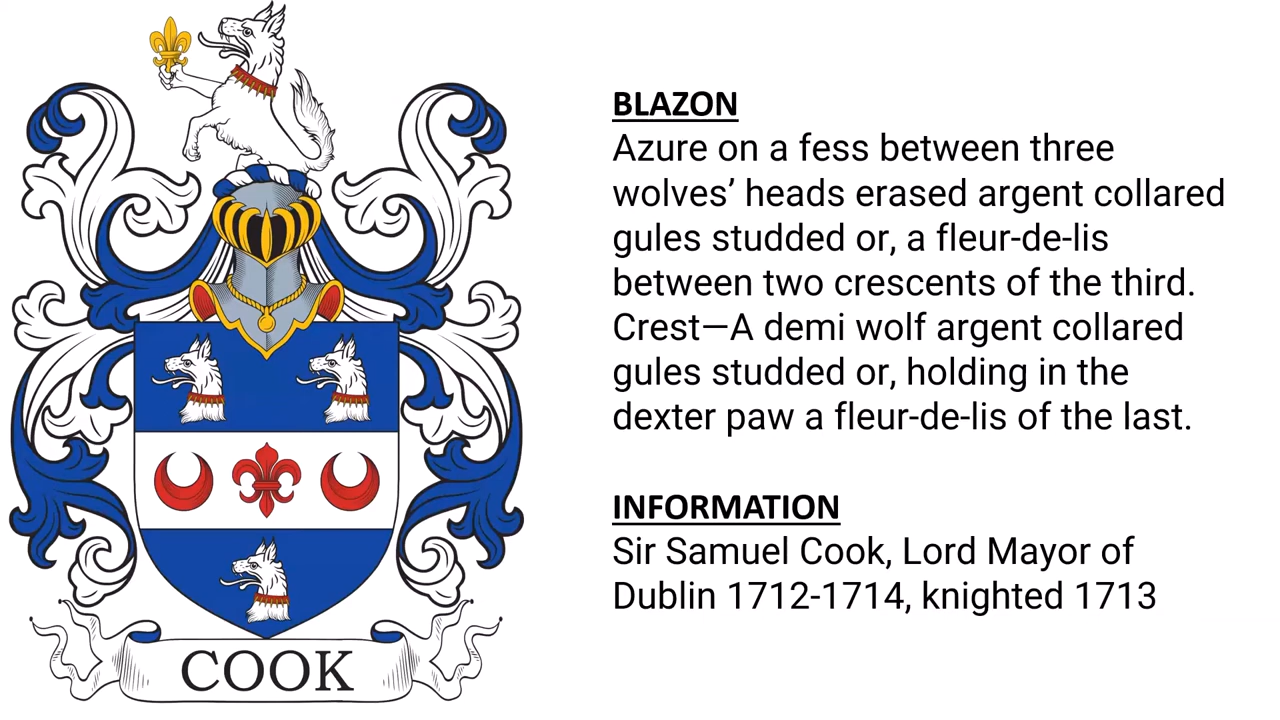 COOK
BLAZON
Azure on a fess between three
wolves’ heads erased argent collared
gules studded or, a fleur-de-lis
between two crescents of the third.
Crest—A demi wolf argent collared
gules studded or, holding in the
dexter paw a fleur-de-lis of the last.
INFORMATION
Sir Samuel Cook, Lord Mayor of
Dublin 1712-1714, knighted 1713